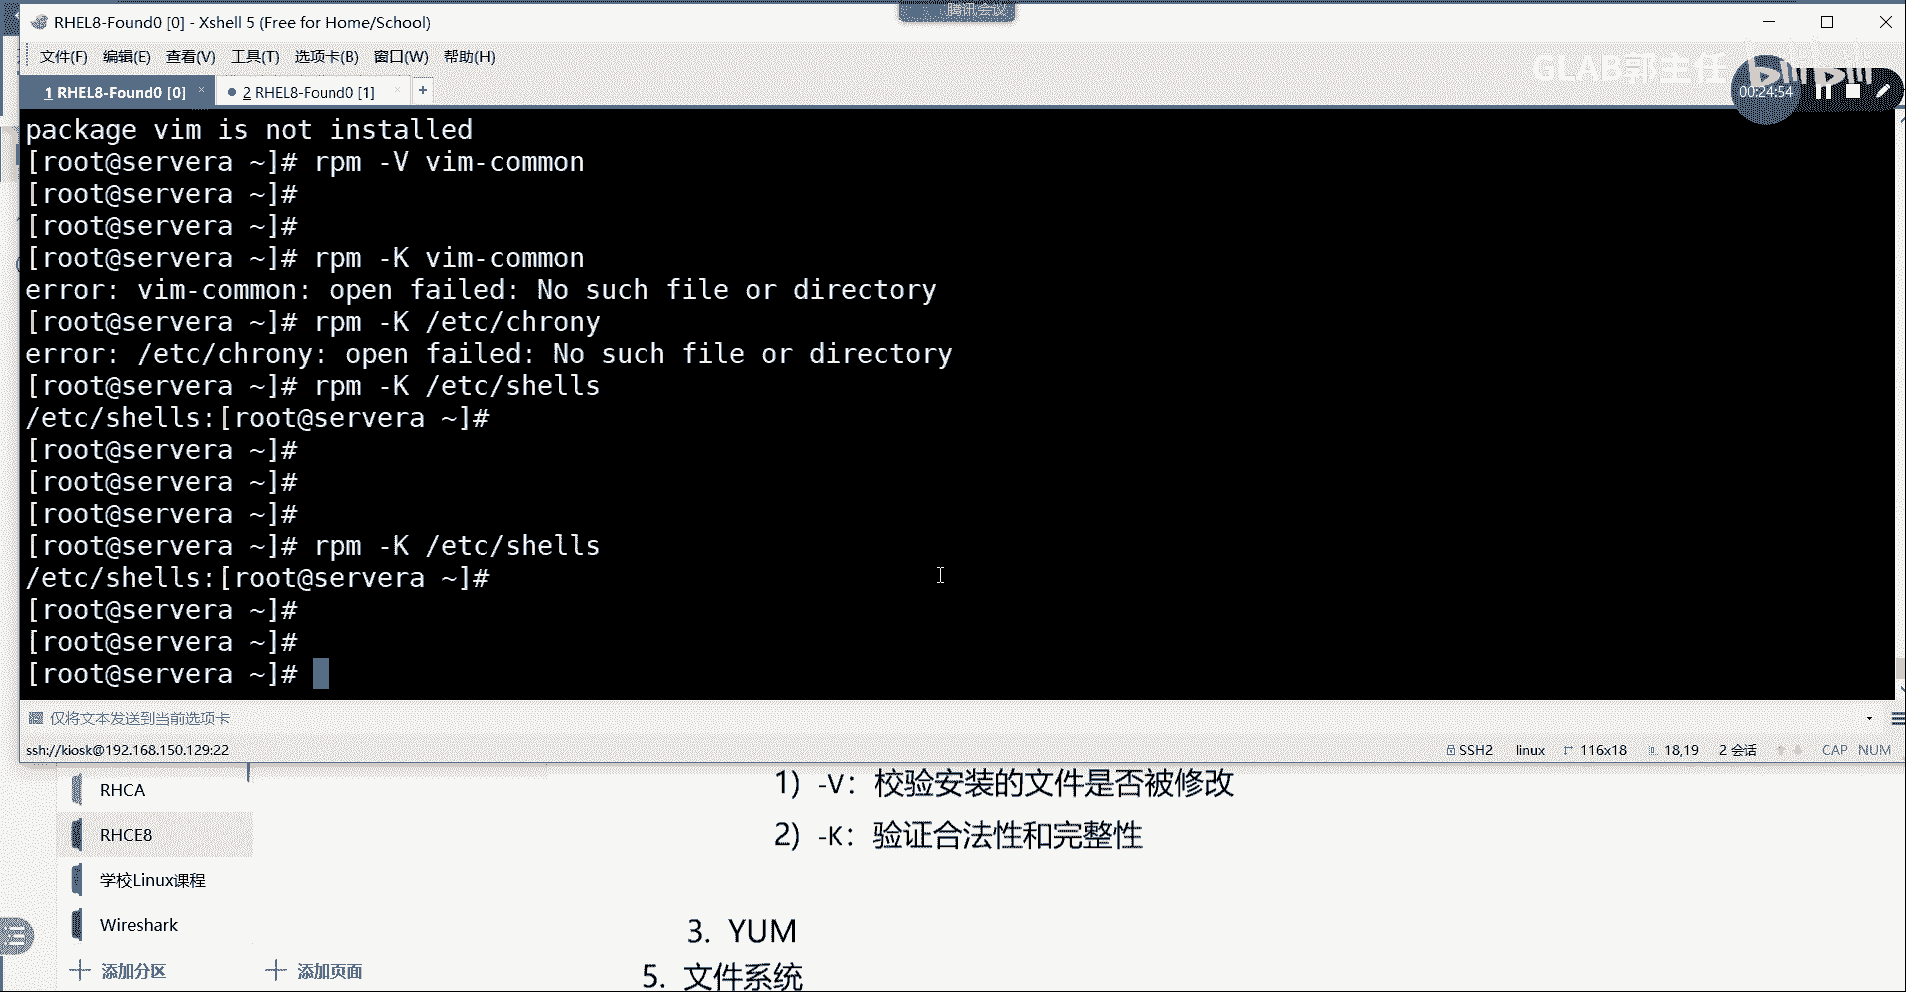 腾讯会议
RHEL8-Found0 [0] - Xshell 5 (Free for Home/School)
文件(F) 编辑(E) 查看(V) 工具(T) 选项卡(B) 窗口(W) 帮助(H)
GLAB郭主任 bilibili
1 RHEL8-Found0 [0] × 2 RHEL8-Found0 [1] × +
00:24:54
package vim is not installed
[root@servera ~]# rpm -V vim-common
[root@servera ~]#
[root@servera ~]#
[root@servera ~]# rpm -K vim-common
error: vim-common: open failed: No such file or directory
[root@servera ~]# rpm -K /etc/chrony
error: /etc/chrony: open failed: No such file or directory
[root@servera ~]# rpm -K /etc/shells
/etc/shells:[root@servera ~]#
[root@servera ~]#
[root@servera ~]#
[root@servera ~]#
[root@servera ~]# rpm -K /etc/shells
/etc/shells:[root@servera ~]#
[root@servera ~]#
[root@servera ~]#
[root@servera ~]#
仅将文本发送到当前选项卡
ssh://kiosk@192.168.150.129:22 SSH2 linux 116x18 18,19 2 会话 CAP NUM
1) -V：校验安装的文件是否被修改
2) -K：验证合法性和完整性
3. YUM
5. 文件系统
RHCA
RHCE8
学校Linux课程
Wireshark
添加分区 添加页面